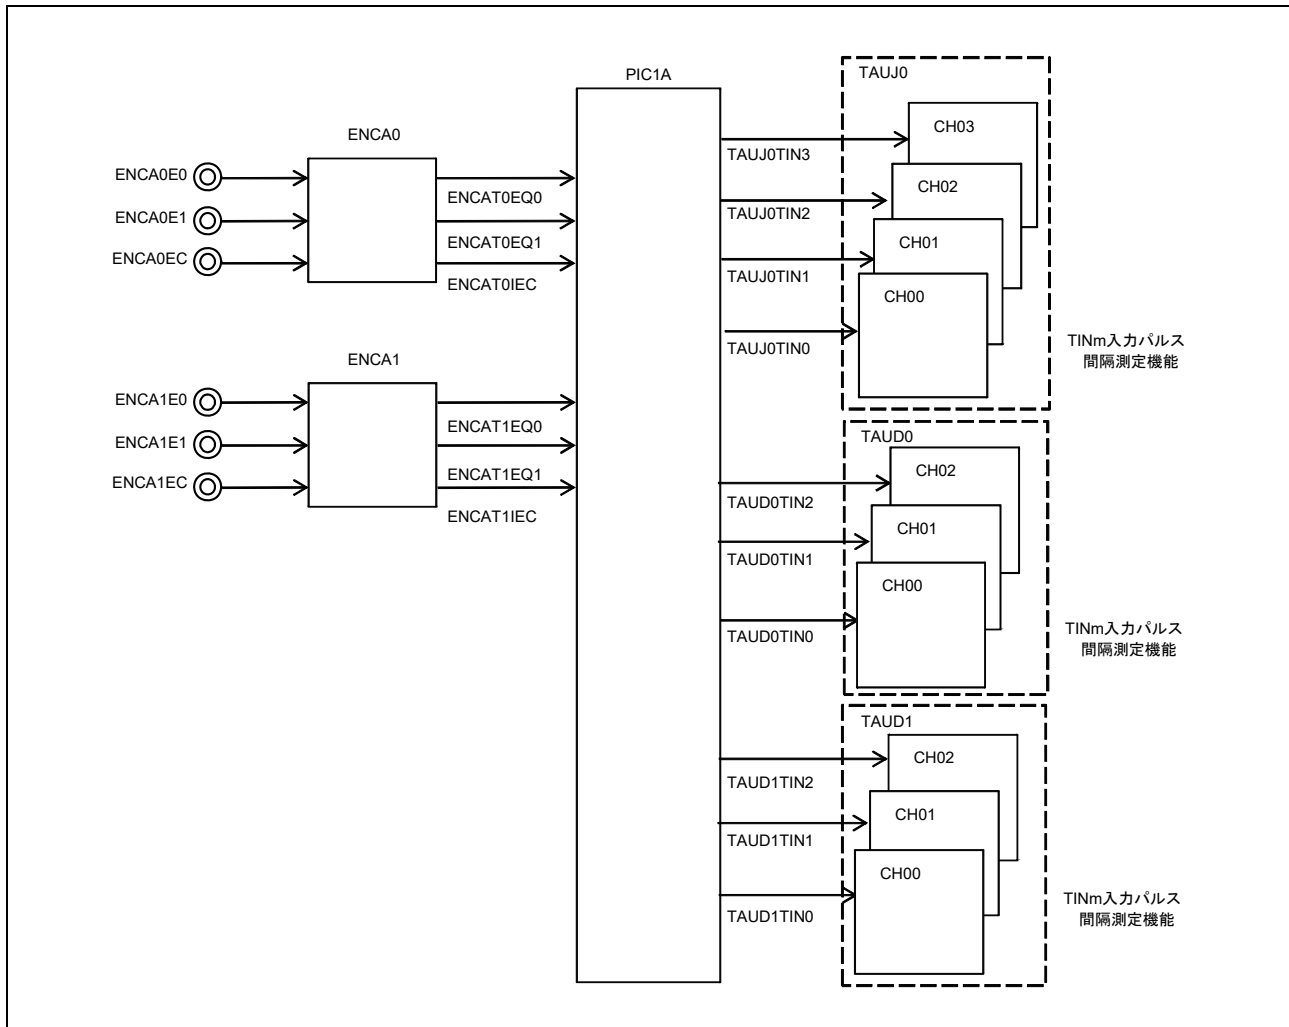 PIC1A
ENCA0
ENCA0E0
ENCA0E1
ENCA0EC
ENCAT0EQ0
ENCAT0EQ1
ENCAT0IEC
ENCA1
ENCA1E0
ENCA1E1
ENCA1EC
ENCAT1EQ0
ENCAT1EQ1
ENCAT1IEC
TAUJ0
TAUJ0TIN3
TAUJ0TIN2
TAUJ0TIN1
TAUJ0TIN0
CH03
CH02
CH01
CH00
TINm入力パルス
間隔測定機能
TAUD0
TAUD0TIN2
TAUD0TIN1
TAUD0TIN0
CH02
CH01
CH00
TINm入力パルス
間隔測定機能
TAUD1
TAUD1TIN2
TAUD1TIN1
TAUD1TIN0
CH02
CH01
CH00
TINm入力パルス
間隔測定機能